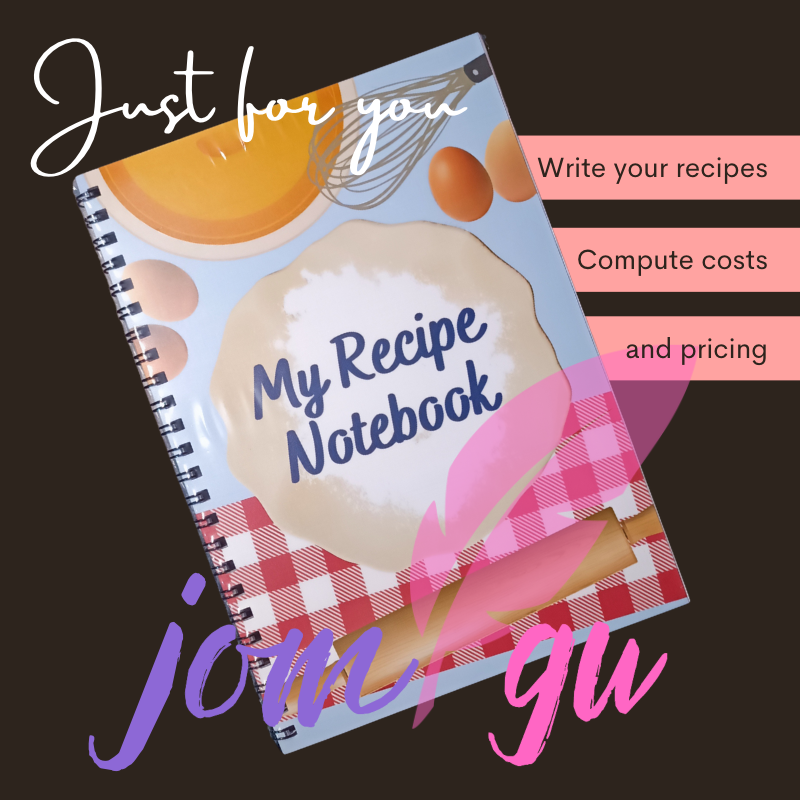 Just for you
Write your recipes
Compute costs
and pricing
My Recipe
Notebook
jom gu